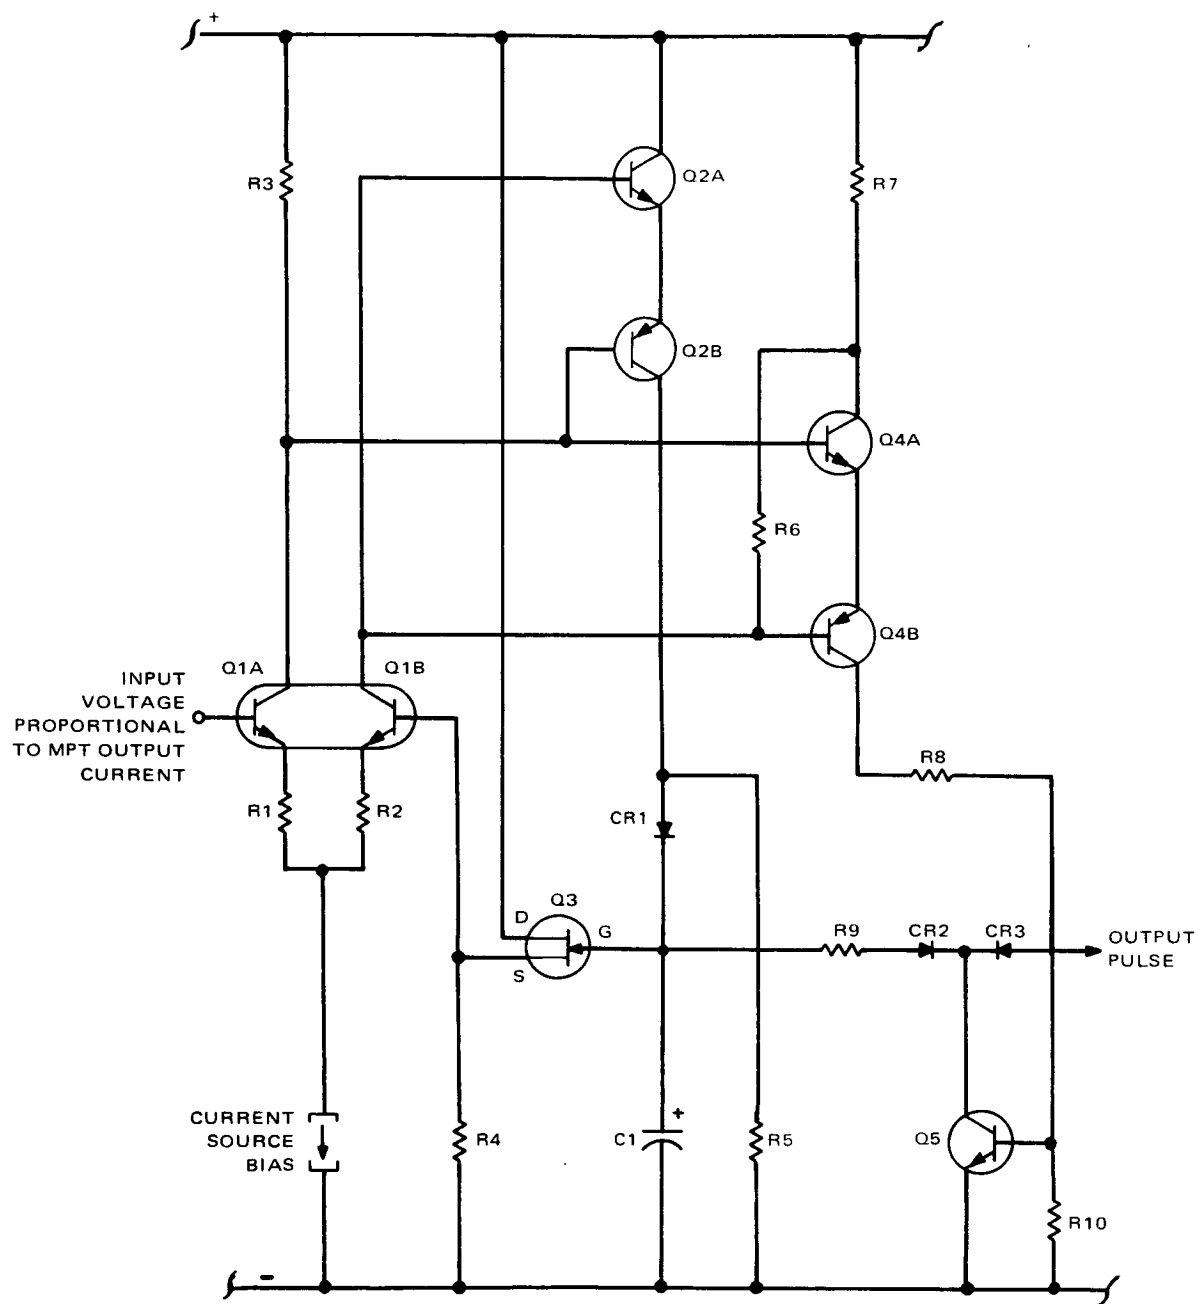 +
Q2A
R3
R7
Q2B
Q4A
R6
Q4B
Q1A
Q1B
INPUT
VOLTAGE
PROPORTIONAL
TO MPT OUTPUT
CURRENT
R8
R1
R2
CR1
Q3
D
G
S
R9
CR2
CR3
OUTPUT
PULSE
CURRENT
SOURCE
BIAS
R4
+
C1
R5
Q5
R10
-